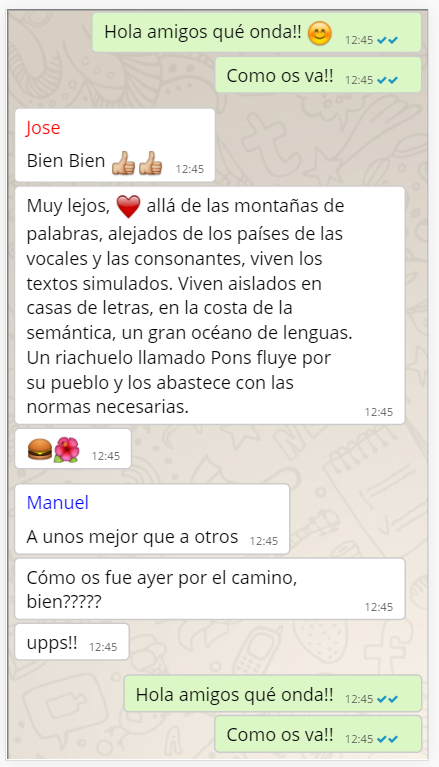 Hola amigos qué onda!! 😊 12:45
Como os va!! 12:45
Jose
Bien Bien 👍👍 12:45
Muy lejos, ❤️ allá de las montañas de
palabras, alejados de los países de las
vocales y las consonantes, viven los
textos simulados. Viven aislados en
casas de letras, en la costa de la
semántica, un gran océano de lenguas.
Un riachuelo llamado Pons fluye por
su pueblo y los abastece con las
normas necesarias. 12:45
🍔🌺 12:45
Manuel
A unos mejor que a otros 12:45
Cómo os fue ayer por el camino,
bien????? 12:45
upps!! 12:45
Hola amigos qué onda!! 12:45
Como os va!! 12:45